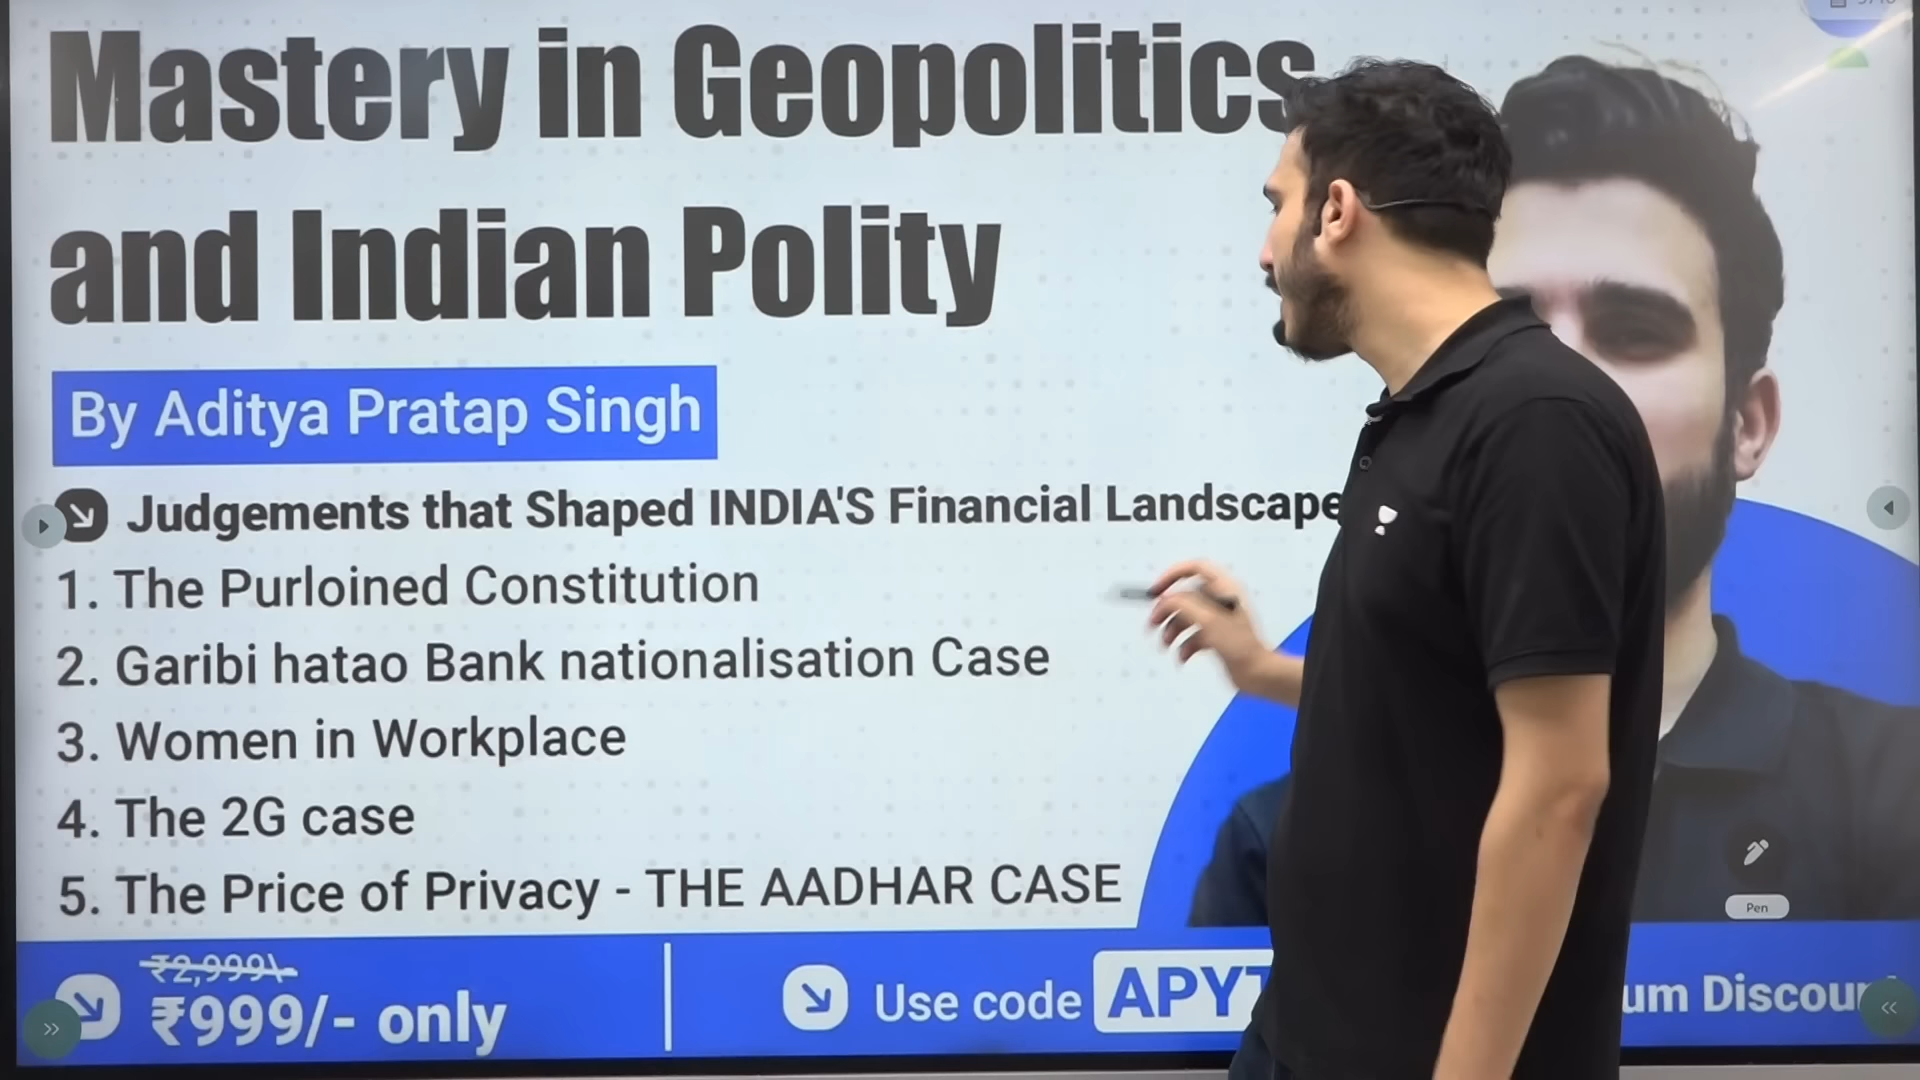 Mastery in Geopolitics
and Indian Polity
By Aditya Pratap Singh
Judgements that Shaped INDIA'S Financial Landscape
1. The Purloined Constitution
2. Garibi hatao Bank nationalisation Case
3. Women in Workplace
4. The 2G case
5. The Price of Privacy - THE AADHAR CASE
Pen
₹2,999\-
₹999/- only
Use code APYT